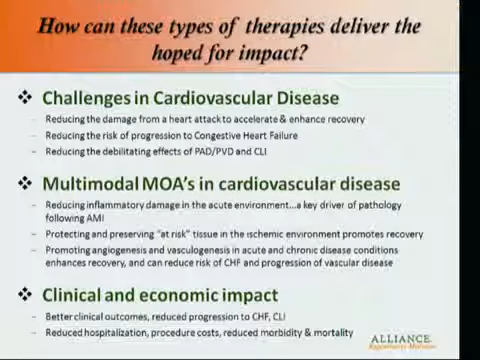 How can these types of therapies deliver the
hoped for impact?
❖ Challenges in Cardiovascular Disease
– Reducing the damage from a heart attack to accelerate & enhance recovery
– Reducing the risk of progression to Congestive Heart Failure
– Reducing the debilitating effects of PAD/PVD and CLI
❖ Multimodal MOA's in cardiovascular disease
– Reducing inflammatory damage in the acute environment...a key driver of pathology
following AMI
– Protecting and preserving "at risk" tissue in the ischemic environment promotes recovery
– Promoting angiogenesis and vasculogenesis in acute and chronic disease conditions
enhances recovery, and can reduce risk of CHF and progression of vascular disease
❖ Clinical and economic impact
– Better clinical outcomes, reduced progression to CHF, CLI
– Reduced hospitalization, procedure costs, reduced morbidity & mortality
ALLIANCE